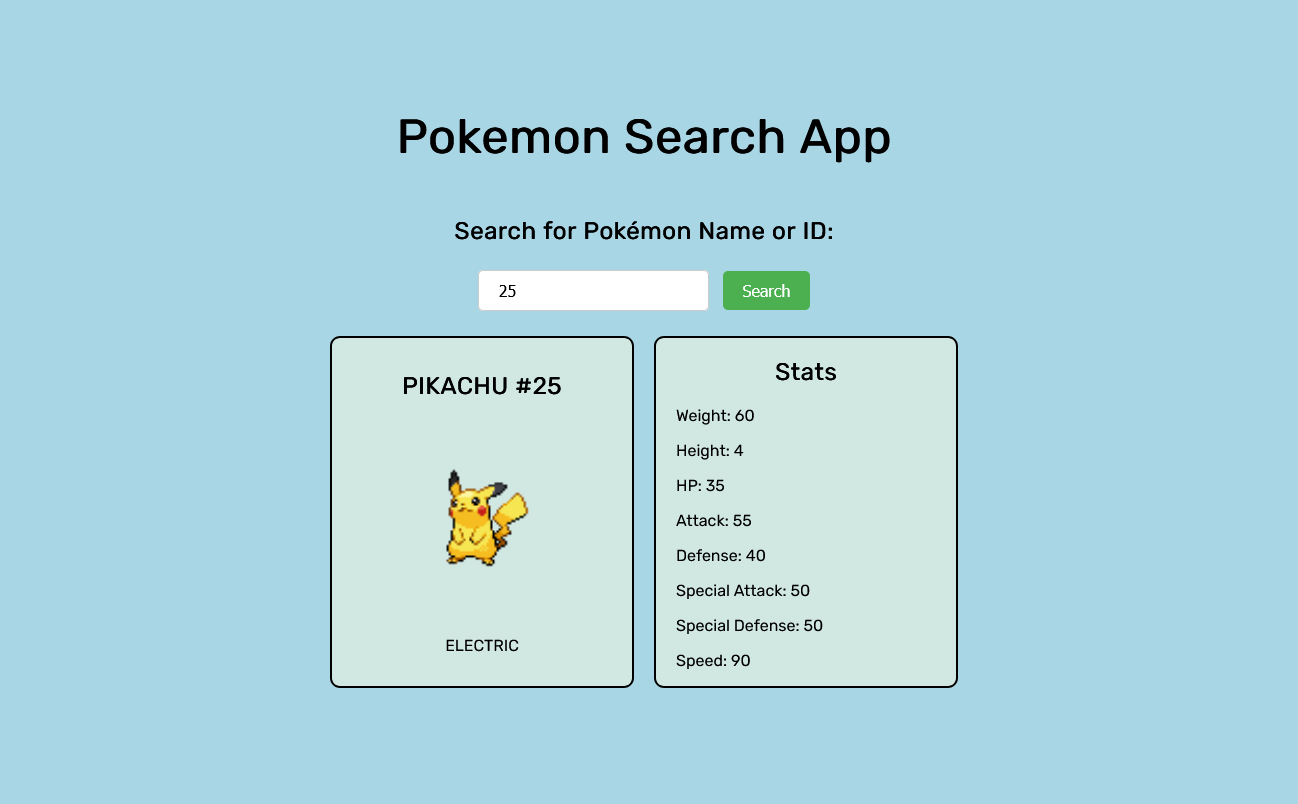 Pokemon Search App
Search for Pokémon Name or ID:
25
Search
PIKACHU #25
ELECTRIC
Stats
Weight: 60
Height: 4
HP: 35
Attack: 55
Defense: 40
Special Attack: 50
Special Defense: 50
Speed: 90